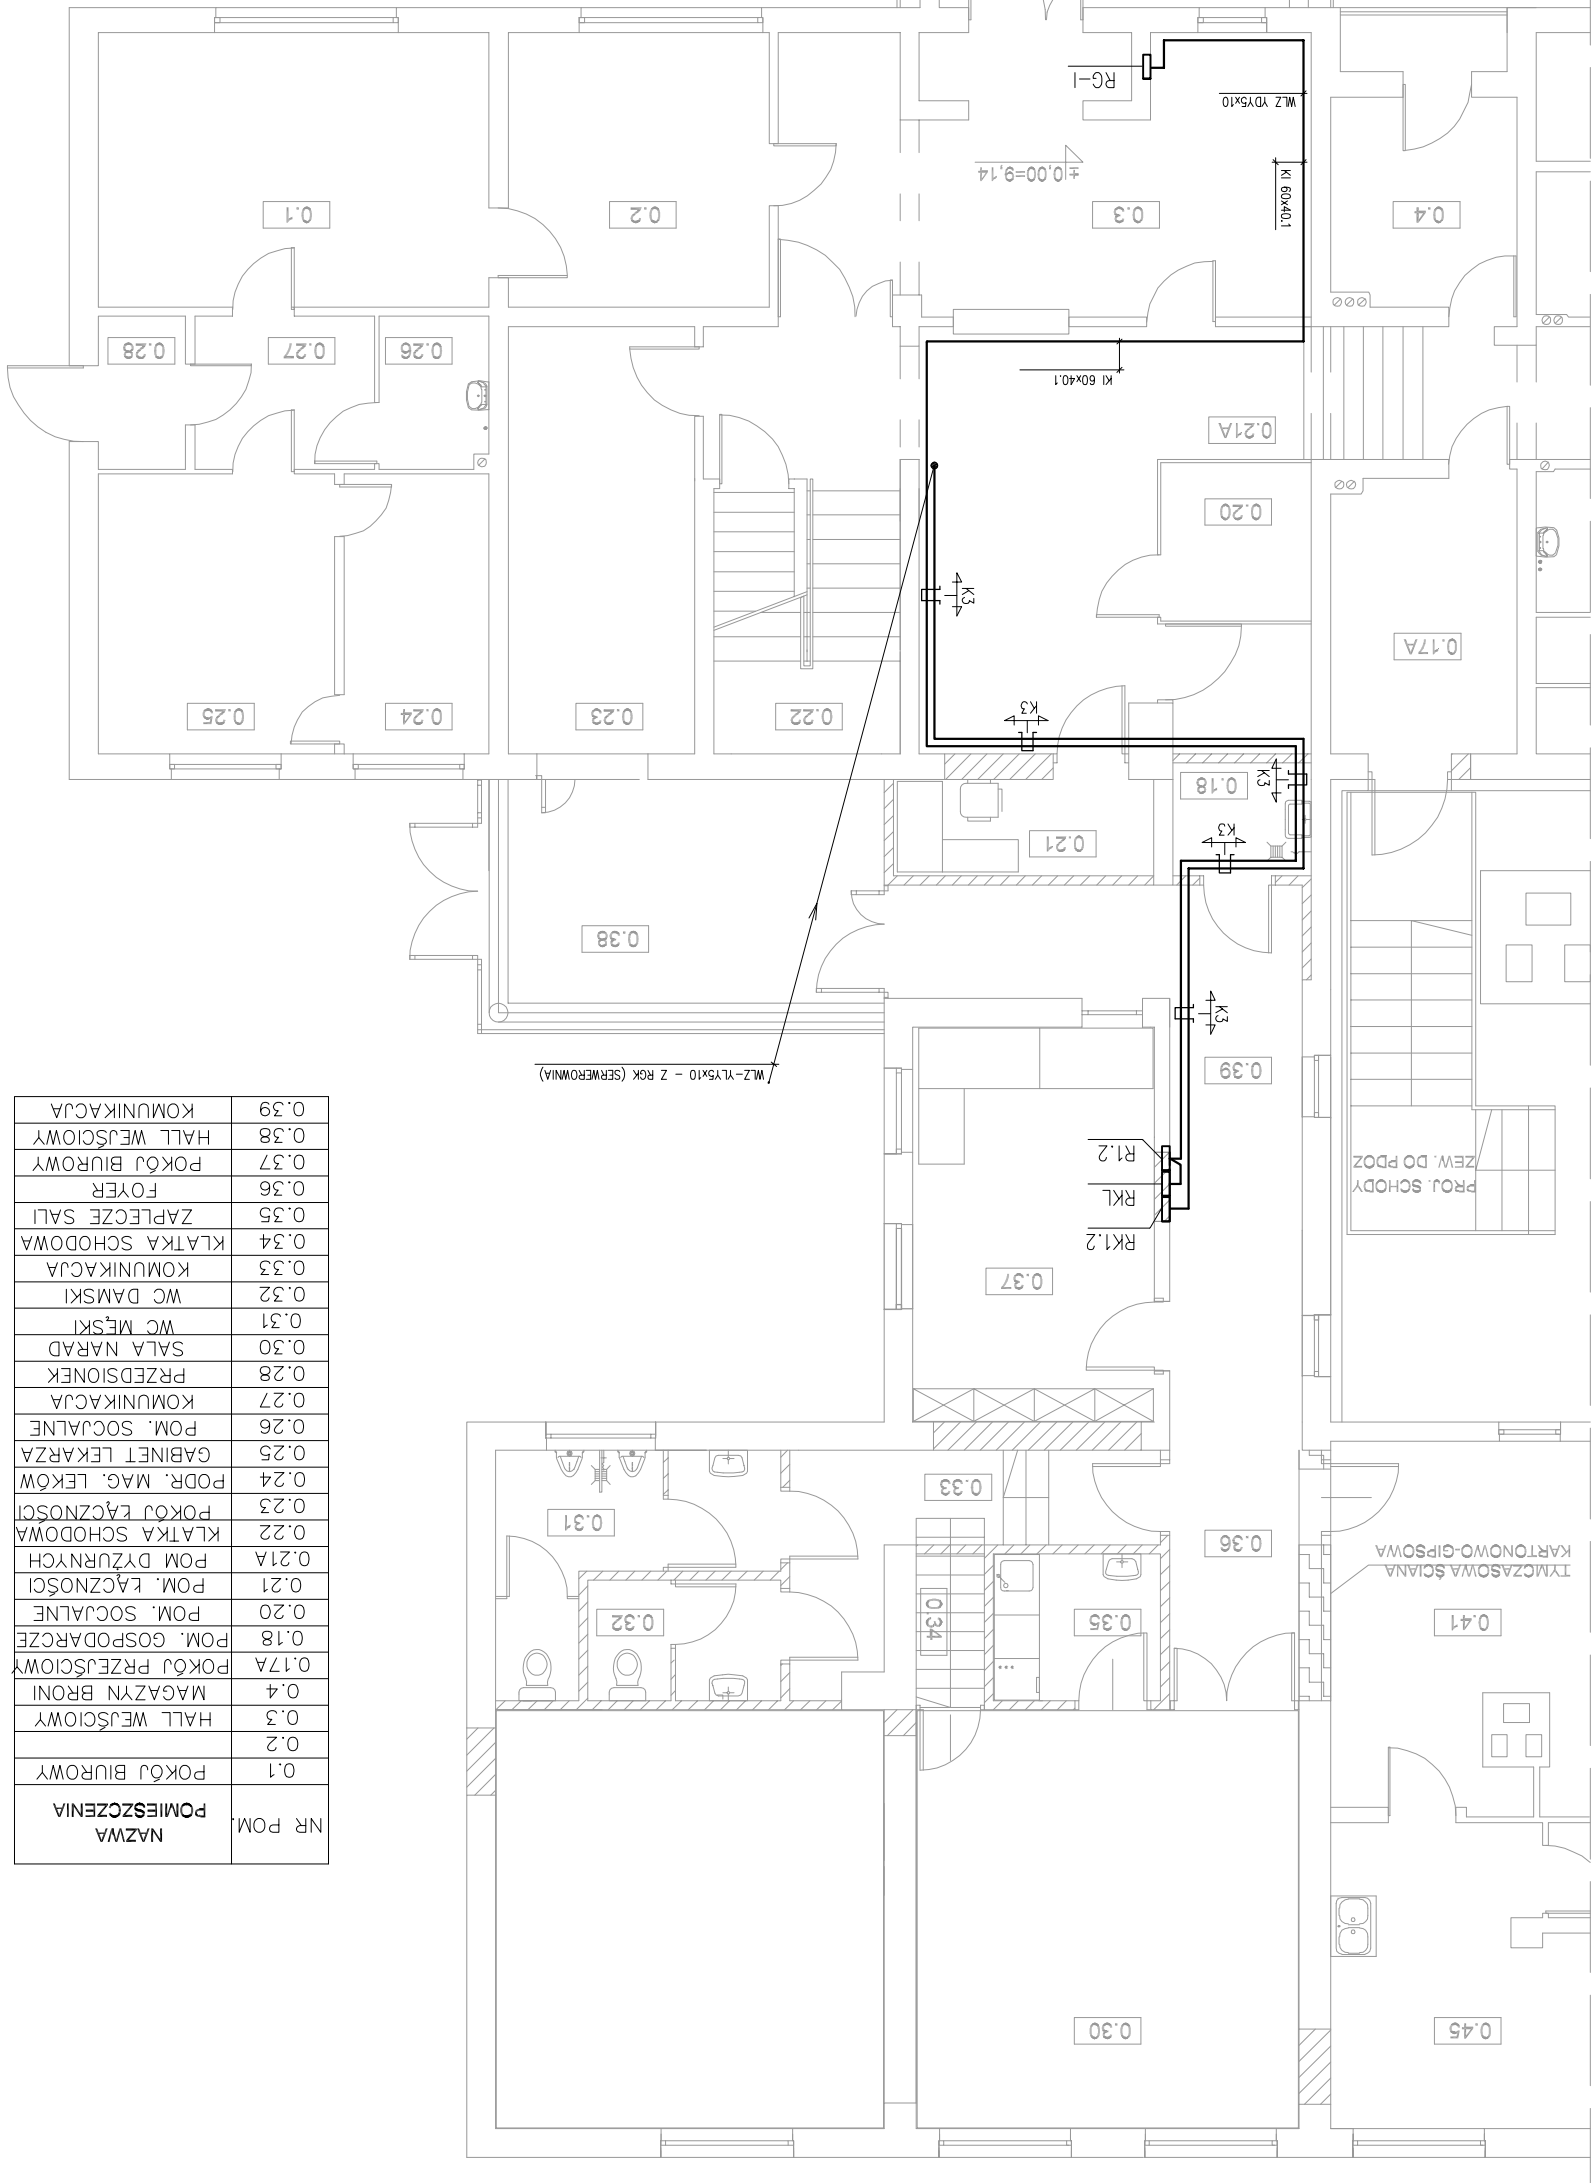 0.45
0.30
NR POM.
NAZWA
POMIESZCZENIA
0.1 POKÓJ BIUROWY
0.2
0.3 HALL WEJŚCIOWY
0.4 MAGAZYN BRONI
0.17A POKÓJ PRZEJŚCIOWY
0.18 POM. GOSPODARCZE
0.20 POM. SOCJALNE
0.21 POM. ŁĄCZNOŚCI
0.21A POM DYŻURNYCH
0.22 KLATKA SCHODOWA
0.23 POKÓJ ŁĄCZNOŚCI
0.24 PODR. MAG. LEKÓW
0.25 GABINET LEKARZA
0.26 POM. SOCJALNE
0.27 KOMUNIKACJA
0.28 PRZEDSIONEK
0.30 SALA NARAD
0.31 WC MĘSKI
0.32 WC DAMSKI
0.33 KOMUNIKACJA
0.34 KLATKA SCHODOWA
0.35 ZAPLECZE SALI
0.36 FOYER
0.37 POKÓJ BIUROWY
0.38 HALL WEJŚCIOWY
0.39 KOMUNIKACJA
0.41
0.35
0.34
0.32
TYMCZASOWA ŚCIANA
KARTONOWO-GIPSOWA
0.36
0.31
0.33
0.37
RK1.2
RKL
R1.2
PROJ. SCHODY
ZEW. DO PDOZ
0.39
WLZ-YLY5x10 - Z RGK (SERWEROWNIA)
K3
0.38
0.21
K3
0.18
K3
K3
0.22
0.23
0.24
0.25
0.17A
K3
0.20
0.21A
KI 60x40.1
0.26
0.27
0.28
0.4
0.3
0.2
0.1
KI 60x40.1
±0,00=9,14
WLZ YDY5x10
RG-I